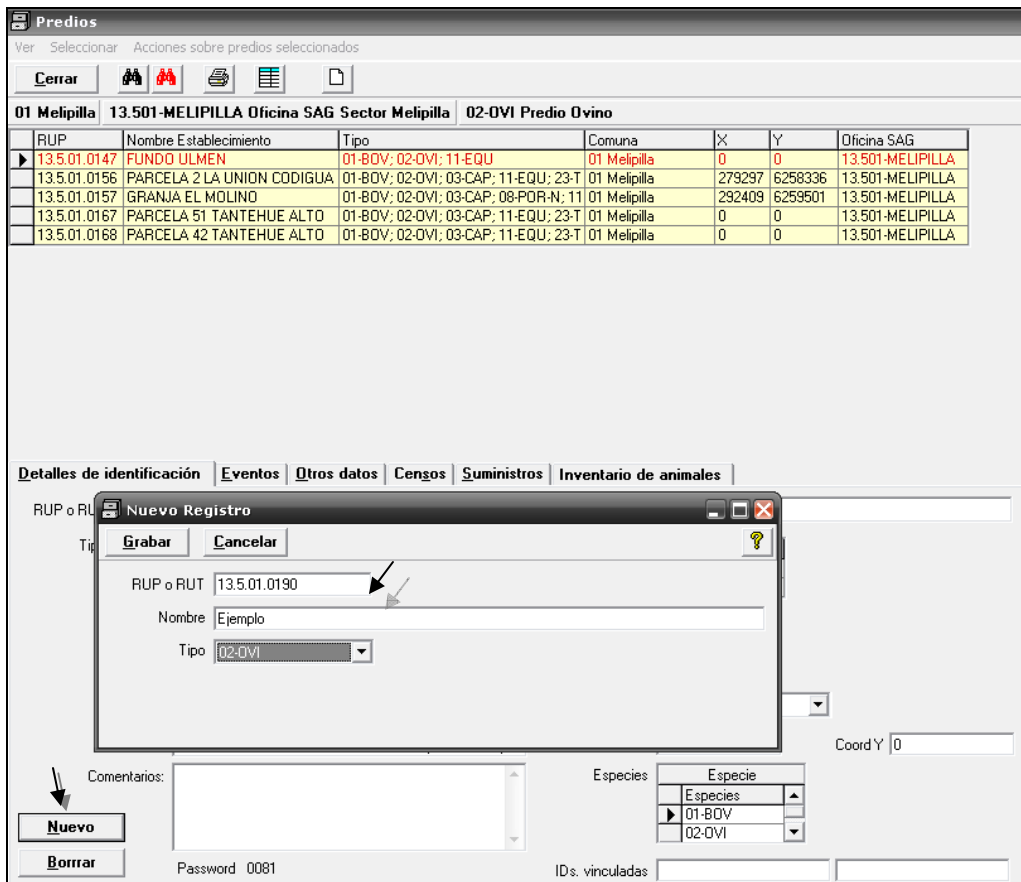 Predios
Ver Seleccionar Acciones sobre predios seleccionados
Cerrar
01 Melipilla 13.501-MELIPILLA Oficina SAG Sector Melipilla 02-OVI Predio Ovino
RUP Nombre Establecimiento Tipo Comuna X Y Oficina SAG
13.5.01.0147 FUNDO ULMEN 01-BOV; 02-OVI; 11-EQU 01 Melipilla 0 0 13.501-MELIPILLA
13.5.01.0156 PARCELA 2 LA UNION CODIGUA 01-BOV; 02-OVI; 03-CAP; 11-EQU; 23-T 01 Melipilla 279297 6258336 13.501-MELIPILLA
13.5.01.0157 GRANJA EL MOLINO 01-BOV; 02-OVI; 03-CAP; 08-POR-N; 11 01 Melipilla 292409 6259501 13.501-MELIPILLA
13.5.01.0167 PARCELA 51 TANTEHUE ALTO 01-BOV; 02-OVI; 03-CAP; 11-EQU; 23-T 01 Melipilla 0 0 13.501-MELIPILLA
13.5.01.0168 PARCELA 42 TANTEHUE ALTO 01-BOV; 02-OVI; 03-CAP; 11-EQU; 23-T 01 Melipilla 0 0 13.501-MELIPILLA
Detalles de identificación Eventos Otros datos Censos Suministros Inventario de animales
RUP o RU
Nuevo Registro
Tip
Grabar Cancelar ?
RUP o RUT 13.5.01.0190
Nombre Ejemplo
Tipo 02-OVI
Coord Y 0
Comentarios:
Especies Especie
Especies
01-BOV
02-OVI
Nuevo
Borrrar
Password 0081
IDs. vinculadas